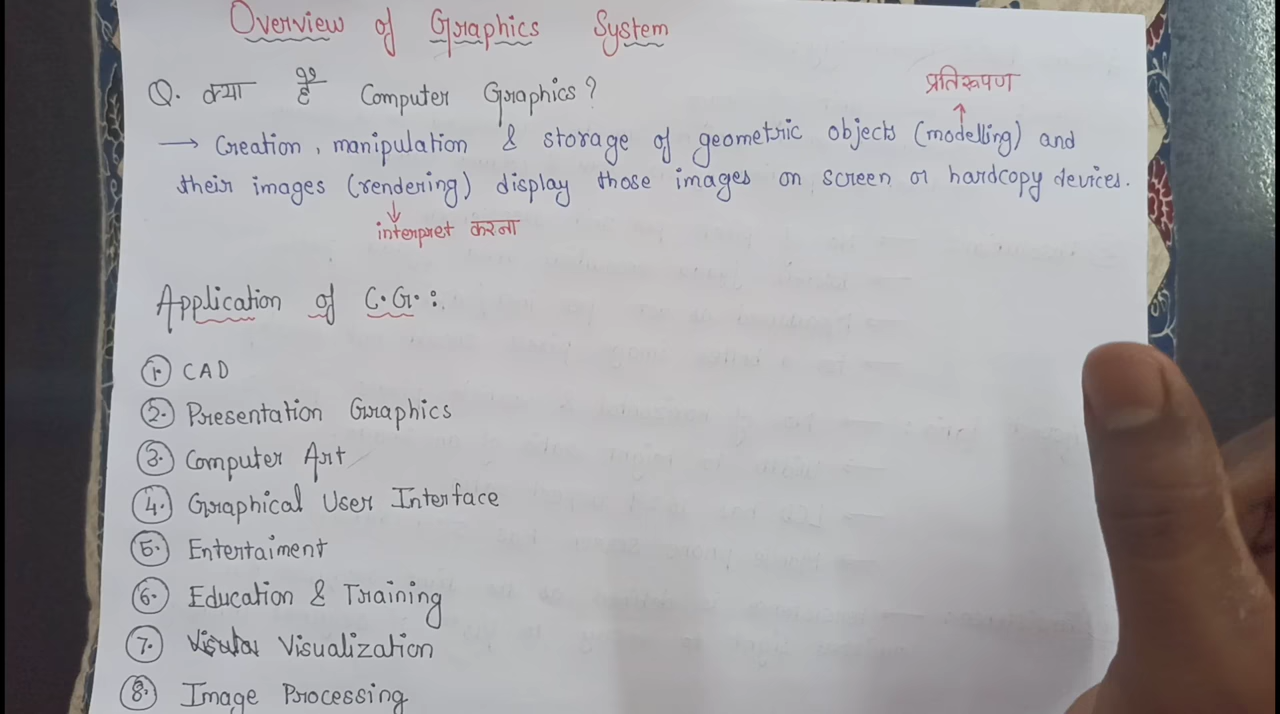 Overview of Graphics System
Q. क्या है Computer Graphics?
प्रतिरूपण
→ Creation, manipulation & storage of geometric objects (modelling) and
their images (rendering) display those images on screen or hardcopy devices.
interpret करना
Application of C.G.:
1. CAD
2. Presentation Graphics
3. Computer Art
4. Graphical User Interface
5. Entertaiment
6. Education & Training
7. Visualization
8. Image Processing